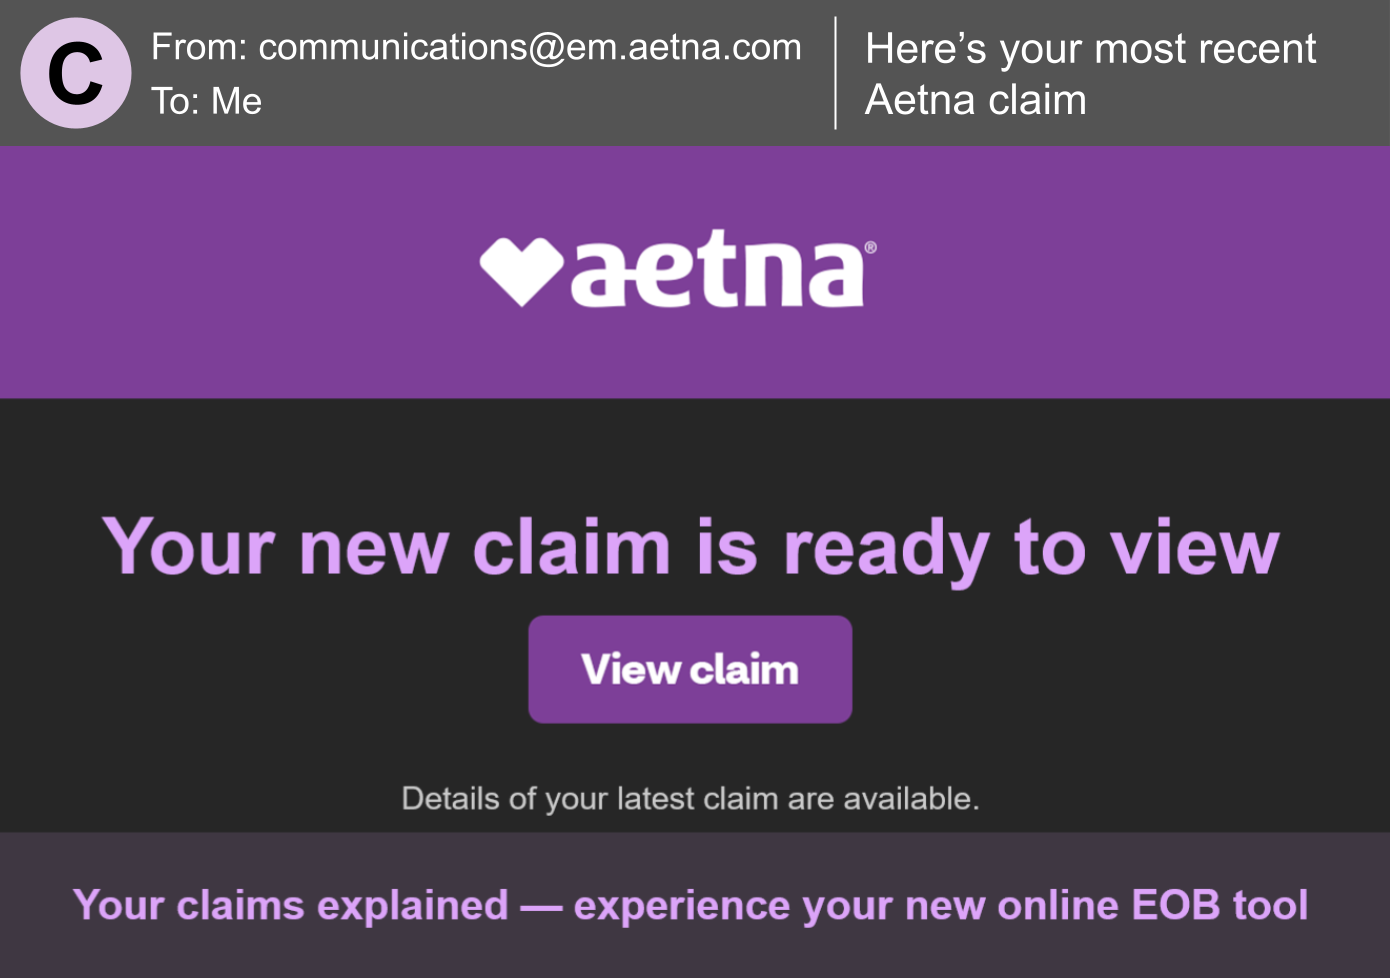 C
From: communications@em.aetna.com
To: Me
Here’s your most recent
Aetna claim
aetna®
Your new claim is ready to view
View claim
Details of your latest claim are available.
Your claims explained — experience your new online EOB tool